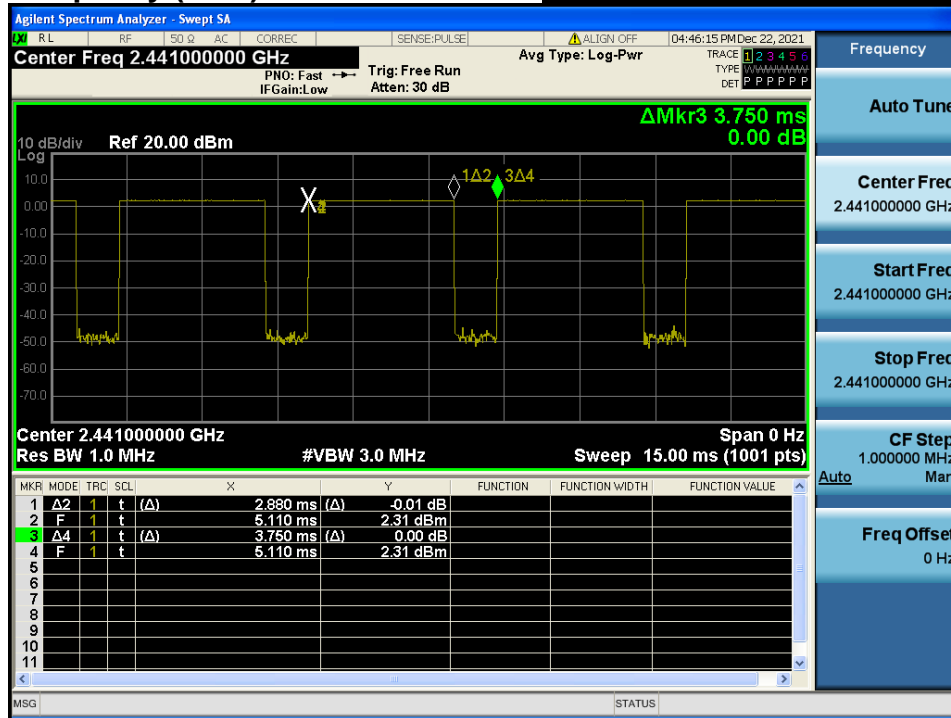 Agilent Spectrum Analyzer - Swept SA
LXI RL RF 50 Ω AC CORREC SENSE:PULSE ALIGN OFF 04:46:15 PM Dec 22, 2021
Center Freq 2.441000000 GHz
PNO: Fast
IFGain:Low
Trig: Free Run
Atten: 30 dB
Avg Type: Log-Pwr
TRACE 1 2 3 4 5 6
TYPE
DET P P P P P P
ΔMkr3 3.750 ms
0.00 dB
10 dB/div Ref 20.00 dBm
Log
10.0
0.00
-10.0
-20.0
-30.0
-40.0
-50.0
-60.0
-70.0
X
1Δ2 3Δ4
Center 2.441000000 GHz Span 0 Hz
Res BW 1.0 MHz #VBW 3.0 MHz Sweep 15.00 ms (1001 pts)
MKR MODE TRC SCL X Y FUNCTION FUNCTION WIDTH FUNCTION VALUE
1 Δ2 1 t (Δ) 2.880 ms (Δ) -0.01 dB
2 F 1 t 5.110 ms 2.31 dBm
3 Δ4 1 t (Δ) 3.750 ms (Δ) 0.00 dB
4 F 1 t 5.110 ms 2.31 dBm
5
6
7
8
9
10
11
MSG STATUS
Frequency
Auto Tune
Center Freq
2.441000000 GHz
Start Freq
2.441000000 GHz
Stop Freq
2.441000000 GHz
CF Step
1.000000 MHz
Auto Man
Freq Offset
0 Hz